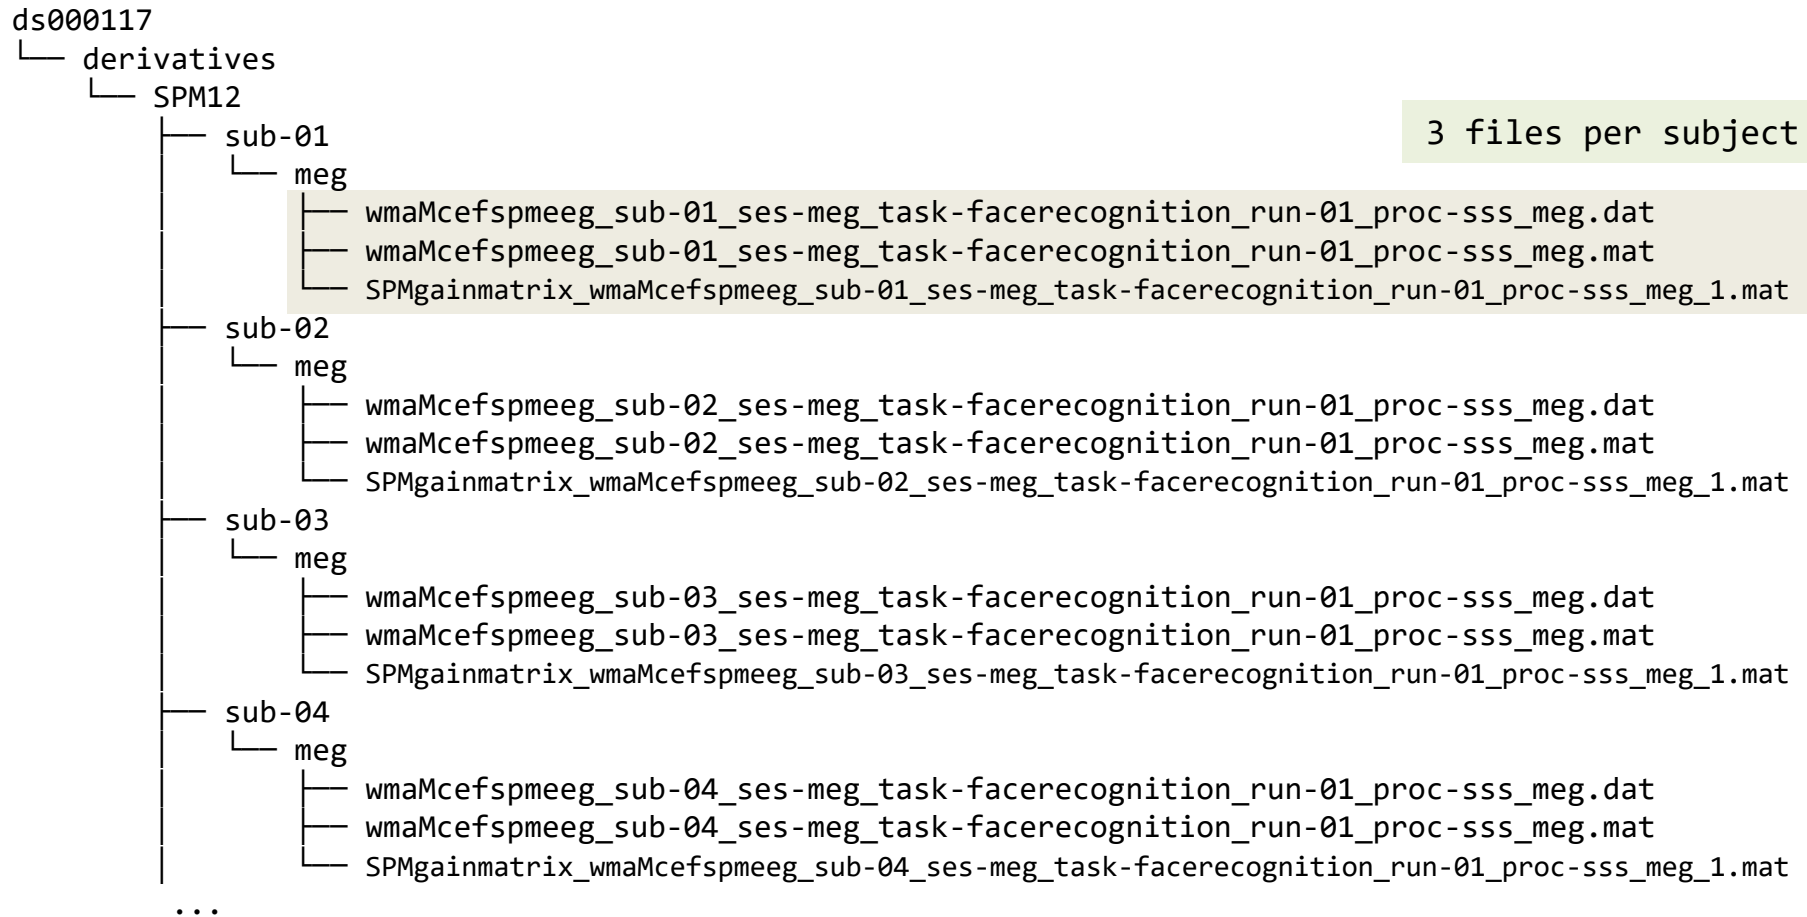 ds000117
└── derivatives
└── SPM12
├── sub-01
3 files per subject
│ └── meg
│ ├── wmaMcefspmeeg_sub-01_ses-meg_task-facerecognition_run-01_proc-sss_meg.dat
│ ├── wmaMcefspmeeg_sub-01_ses-meg_task-facerecognition_run-01_proc-sss_meg.mat
│ └── SPMgainmatrix_wmaMcefspmeeg_sub-01_ses-meg_task-facerecognition_run-01_proc-sss_meg_1.mat
├── sub-02
│ └── meg
│ ├── wmaMcefspmeeg_sub-02_ses-meg_task-facerecognition_run-01_proc-sss_meg.dat
│ ├── wmaMcefspmeeg_sub-02_ses-meg_task-facerecognition_run-01_proc-sss_meg.mat
│ └── SPMgainmatrix_wmaMcefspmeeg_sub-02_ses-meg_task-facerecognition_run-01_proc-sss_meg_1.mat
├── sub-03
│ └── meg
│ ├── wmaMcefspmeeg_sub-03_ses-meg_task-facerecognition_run-01_proc-sss_meg.dat
│ ├── wmaMcefspmeeg_sub-03_ses-meg_task-facerecognition_run-01_proc-sss_meg.mat
│ └── SPMgainmatrix_wmaMcefspmeeg_sub-03_ses-meg_task-facerecognition_run-01_proc-sss_meg_1.mat
├── sub-04
│ └── meg
│ ├── wmaMcefspmeeg_sub-04_ses-meg_task-facerecognition_run-01_proc-sss_meg.dat
│ ├── wmaMcefspmeeg_sub-04_ses-meg_task-facerecognition_run-01_proc-sss_meg.mat
│ └── SPMgainmatrix_wmaMcefspmeeg_sub-04_ses-meg_task-facerecognition_run-01_proc-sss_meg_1.mat
...